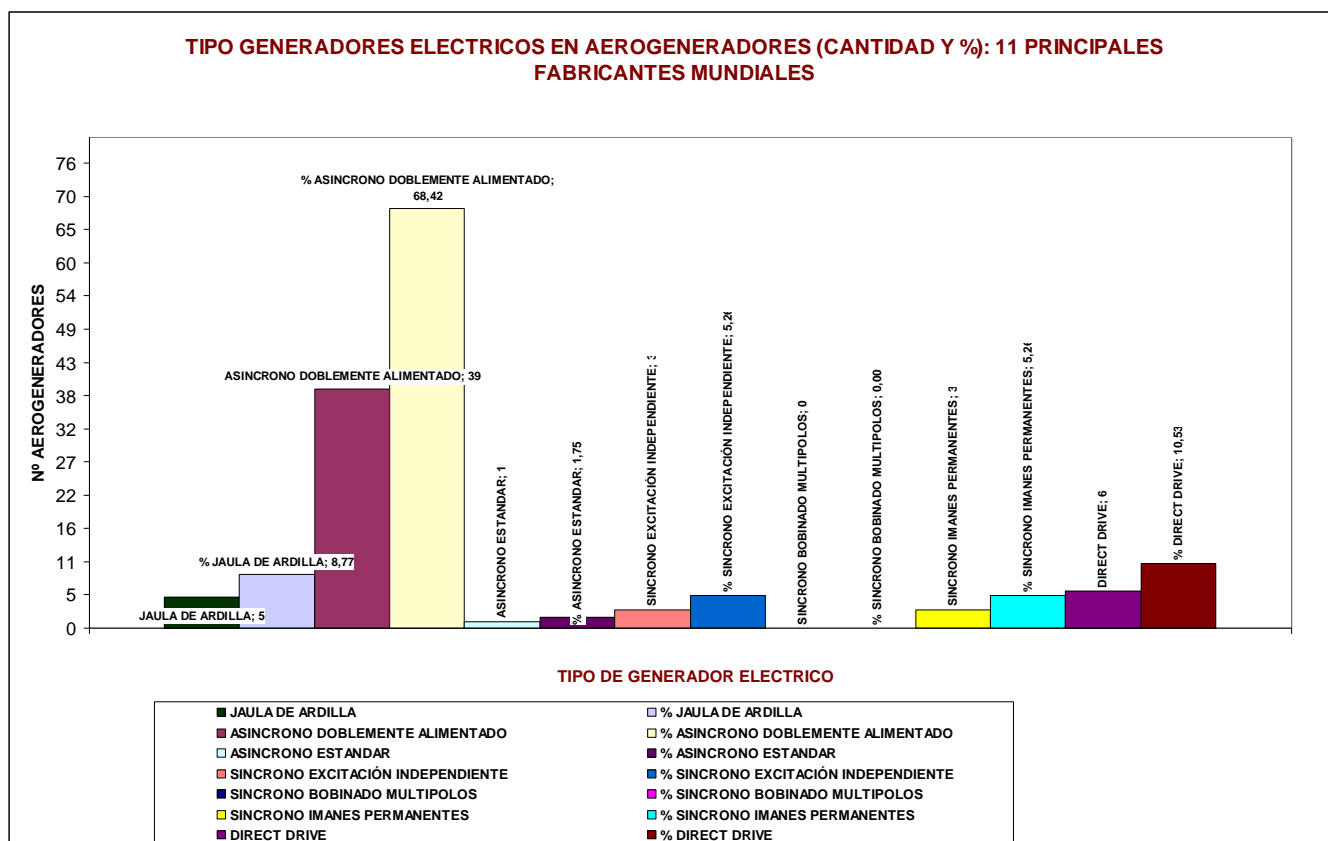 TIPO GENERADORES ELECTRICOS EN AEROGENERADORES (CANTIDAD Y %): 11 PRINCIPALES
FABRICANTES MUNDIALES
Nº AEROGENERADORES
76
70
65
60
54
49
43
38
32
27
22
16
11
5
0
JAULA DE ARDILLA; 5
% JAULA DE ARDILLA; 8,77
ASINCRONO DOBLEMENTE ALIMENTADO; 39
% ASINCRONO DOBLEMENTE ALIMENTADO;
68,42
ASINCRONO ESTANDAR; 1
% ASINCRONO ESTANDAR; 1,75
SINCRONO EXCITACIÓN INDEPENDIENTE;
% SINCRONO EXCITACIÓN INDEPENDIENTE;
SINCRONO BOBINADO MULTIPOLOS; 0
% SINCRONO BOBINADO MULTIPOLOS; 0,00
SINCRONO IMANES PERMANENTES; 3
% SINCRONO IMANES PERMANENTES;
DIRECT DRIVE; 6
% DIRECT DRIVE; 10,53
TIPO DE GENERADOR ELECTRICO
JAULA DE ARDILLA
% JAULA DE ARDILLA
ASINCRONO DOBLEMENTE ALIMENTADO
% ASINCRONO DOBLEMENTE ALIMENTADO
ASINCRONO ESTANDAR
% ASINCRONO ESTANDAR
SINCRONO EXCITACIÓN INDEPENDIENTE
% SINCRONO EXCITACIÓN INDEPENDIENTE
SINCRONO BOBINADO MULTIPOLOS
% SINCRONO BOBINADO MULTIPOLOS
SINCRONO IMANES PERMANENTES
% SINCRONO IMANES PERMANENTES
DIRECT DRIVE
% DIRECT DRIVE